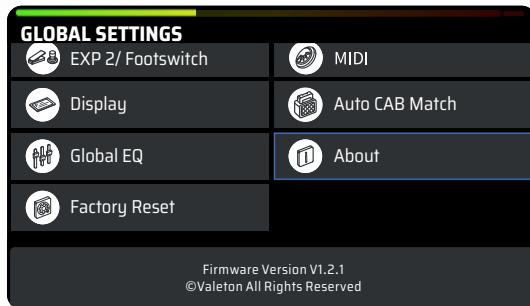 GLOBAL SETTINGS
EXP 2/ Footswitch
MIDI
Display
Auto CAB Match
Global EQ
About
Factory Reset
Firmware Version V1.2.1
©Valeton All Rights Reserved